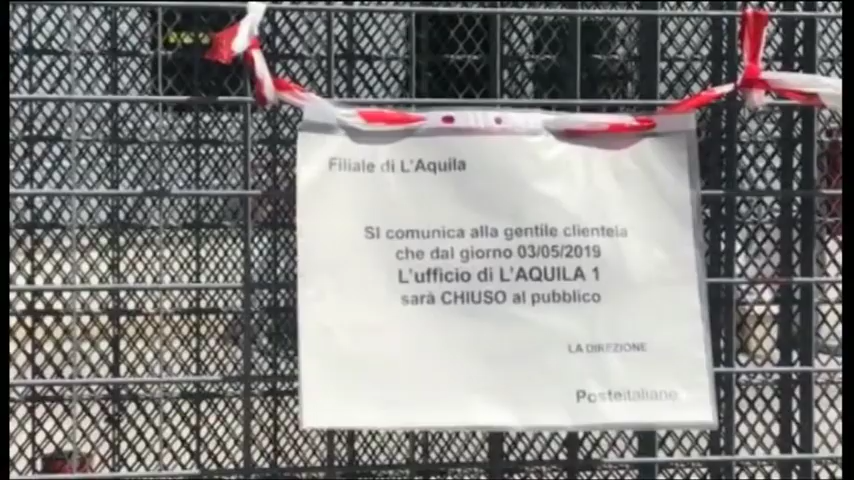 Filiale di L'Aquila
SI comunica alla gentile clientela
che dal giorno 03/05/2019
L'ufficio di L'AQUILA 1
sarà CHIUSO al pubblico
LA DIREZIONE
Posteitaliane